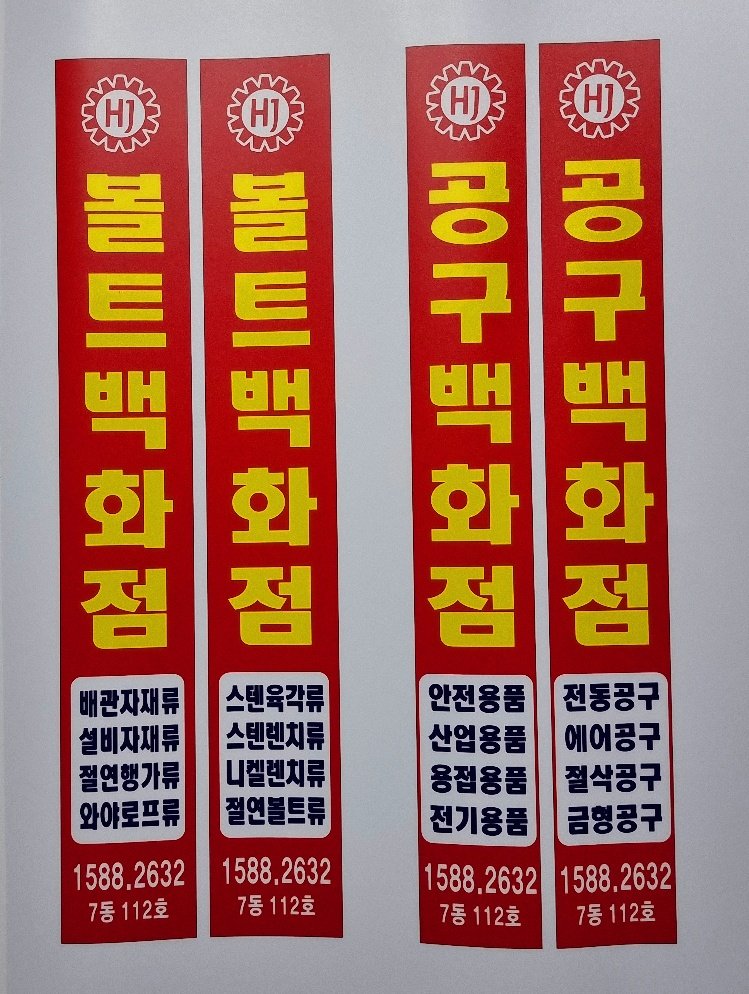 HJ
볼트백화점
배관자재류
설비자재류
절연행가류
와야로프류
1588.2632
7동 112호
HJ
볼트백화점
스텐육각류
스텐렌치류
니켈렌치류
절연볼트류
1588.2632
7동 112호
HJ
공구백화점
안전용품
산업용품
용접용품
전기용품
1588.2632
7동 112호
HJ
공구백화점
전동공구
에어공구
절삭공구
금형공구
1588.2632
7동 112호